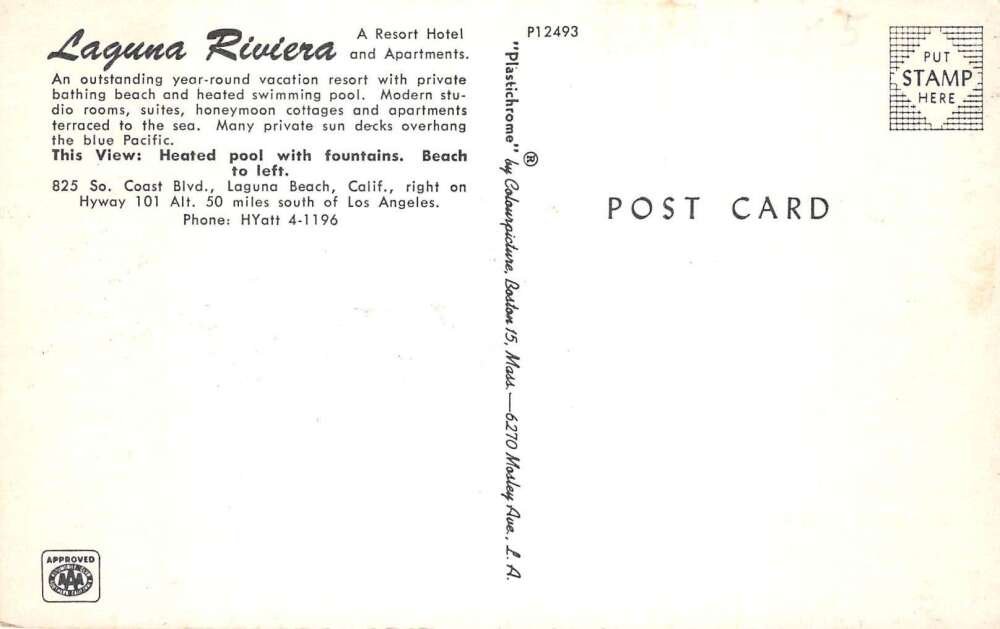 Laguna Riviera A Resort Hotel
and Apartments.
An outstanding year-round vacation resort with private
bathing beach and heated swimming pool. Modern stu-
dio rooms, suites, honeymoon cottages and apartments
terraced to the sea. Many private sun decks overhang
the blue Pacific.
This View: Heated pool with fountains. Beach
to left.
825 So. Coast Blvd., Laguna Beach, Calif., right on
Hyway 101 Alt. 50 miles south of Los Angeles.
Phone: HYatt 4-1196
APPROVED
AAA
"Plastichrome" ® by Colourpicture, Boston 15, Mass. — 6270 Mosley Ave., L. A.
P12493
PUT
STAMP
HERE
POST CARD